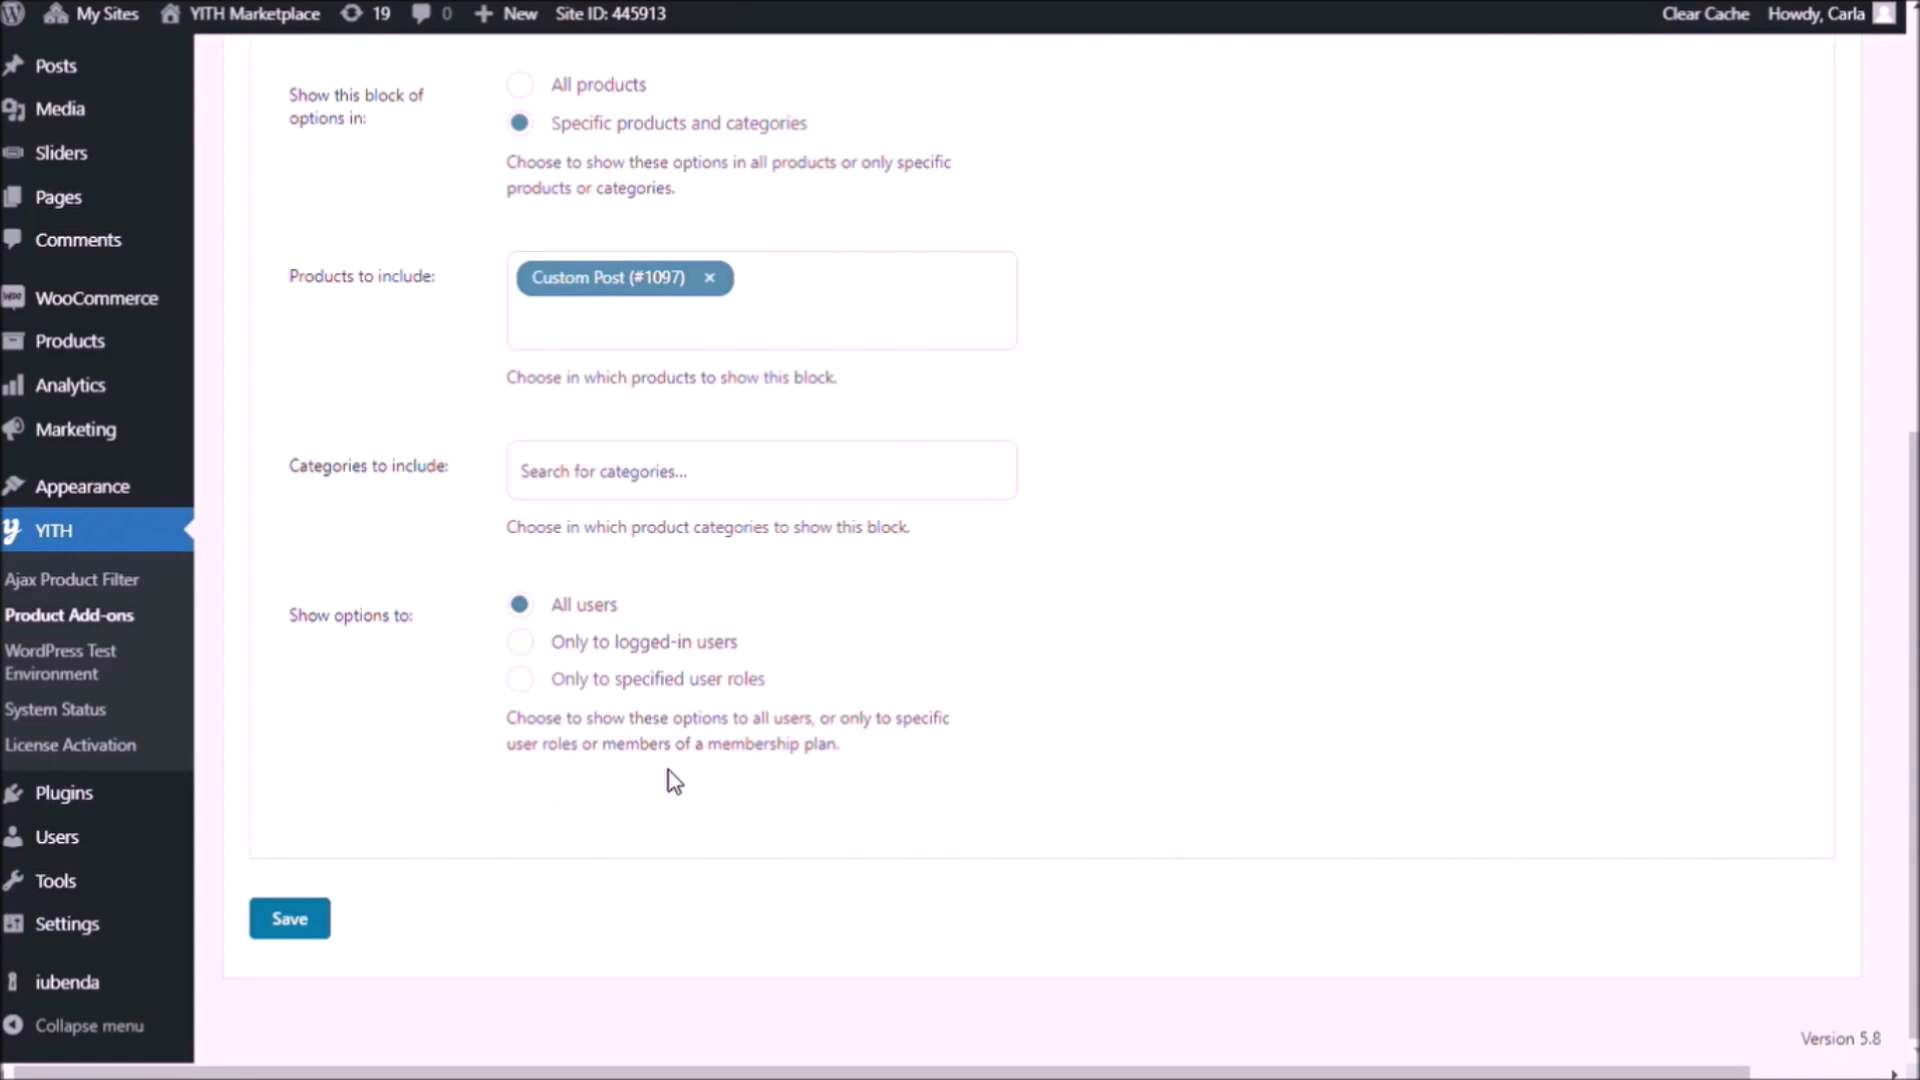 My Sites
YITH Marketplace
19
0
New
Site ID: 445913
Clear Cache
Howdy, Carla
Posts
Media
Sliders
Pages
Comments
WooCommerce
Products
Analytics
Marketing
Appearance
YITH
Ajax Product Filter
Product Add-ons
WordPress Test
Environment
System Status
License Activation
Plugins
Users
Tools
Settings
iubenda
Collapse menu
Show this block of
options in:
All products
Specific products and categories
Choose to show these options in all products or only specific
products or categories.
Products to include:
Custom Post (#1097) ×
Choose in which products to show this block.
Categories to include:
Search for categories...
Choose in which product categories to show this block.
Show options to:
All users
Only to logged-in users
Only to specified user roles
Choose to show these options to all users, or only to specific
user roles or members of a membership plan.
Save
Version 5.8